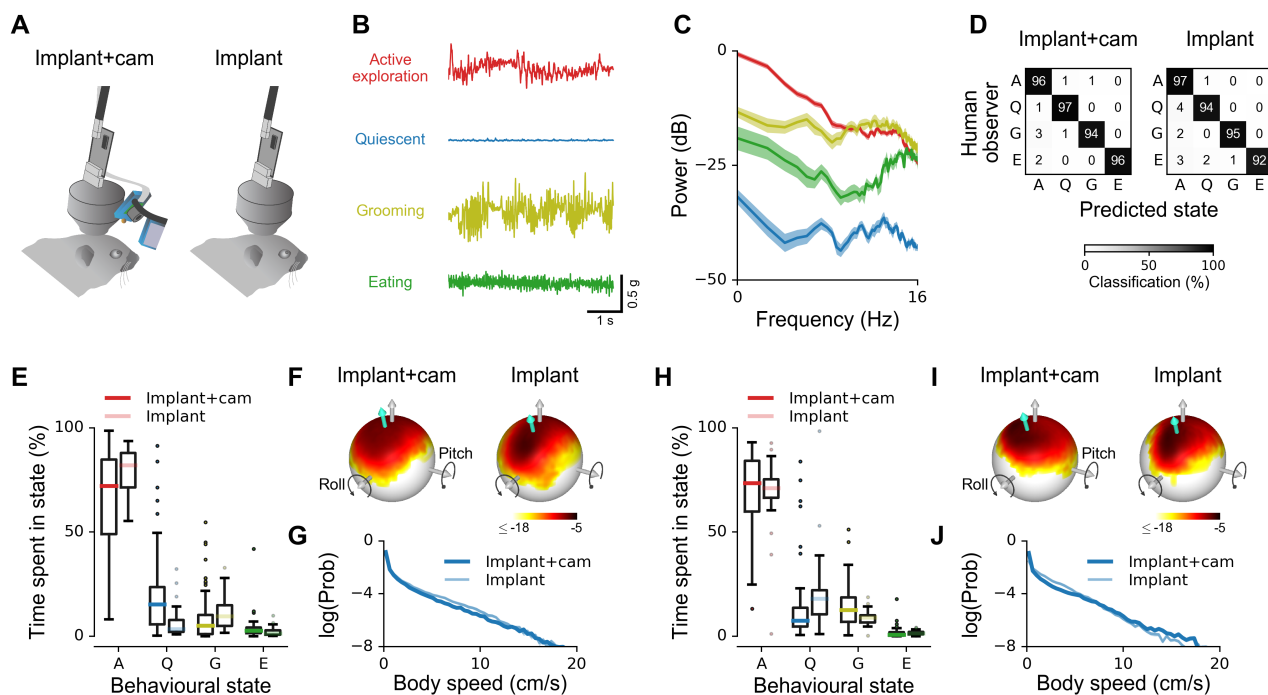 A
Implant+cam
Implant
B
Active
exploration
Quiescent
Grooming
Eating
0.5 g
1 s
C
Power (dB)
0
−25
−50
0
16
Frequency (Hz)
D
Implant+cam
Implant
Human
observer
A 96 1 1 0
Q 1 97 0 0
G 3 1 94 0
E 2 0 0 96
A Q G E
A 97 1 0 0
Q 4 94 0 0
G 2 0 95 0
E 3 2 1 92
A Q G E
Predicted state
0 50 100
Classification (%)
E
Implant+cam
Implant
Time spent in state (%)
100
50
0
A Q G E
Behavioural state
F
Implant+cam
Implant
Pitch
Roll
≤ -18 -5
G
Implant+cam
Implant
log(Prob)
0
−4
−8
0 10 20
Body speed (cm/s)
H
Implant+cam
Implant
Time spent in state (%)
100
50
0
A Q G E
Behavioural state
I
Implant+cam
Implant
Pitch
Roll
≤ -18 -5
J
Implant+cam
Implant
log(Prob)
0
−4
−8
0 10 20
Body speed (cm/s)